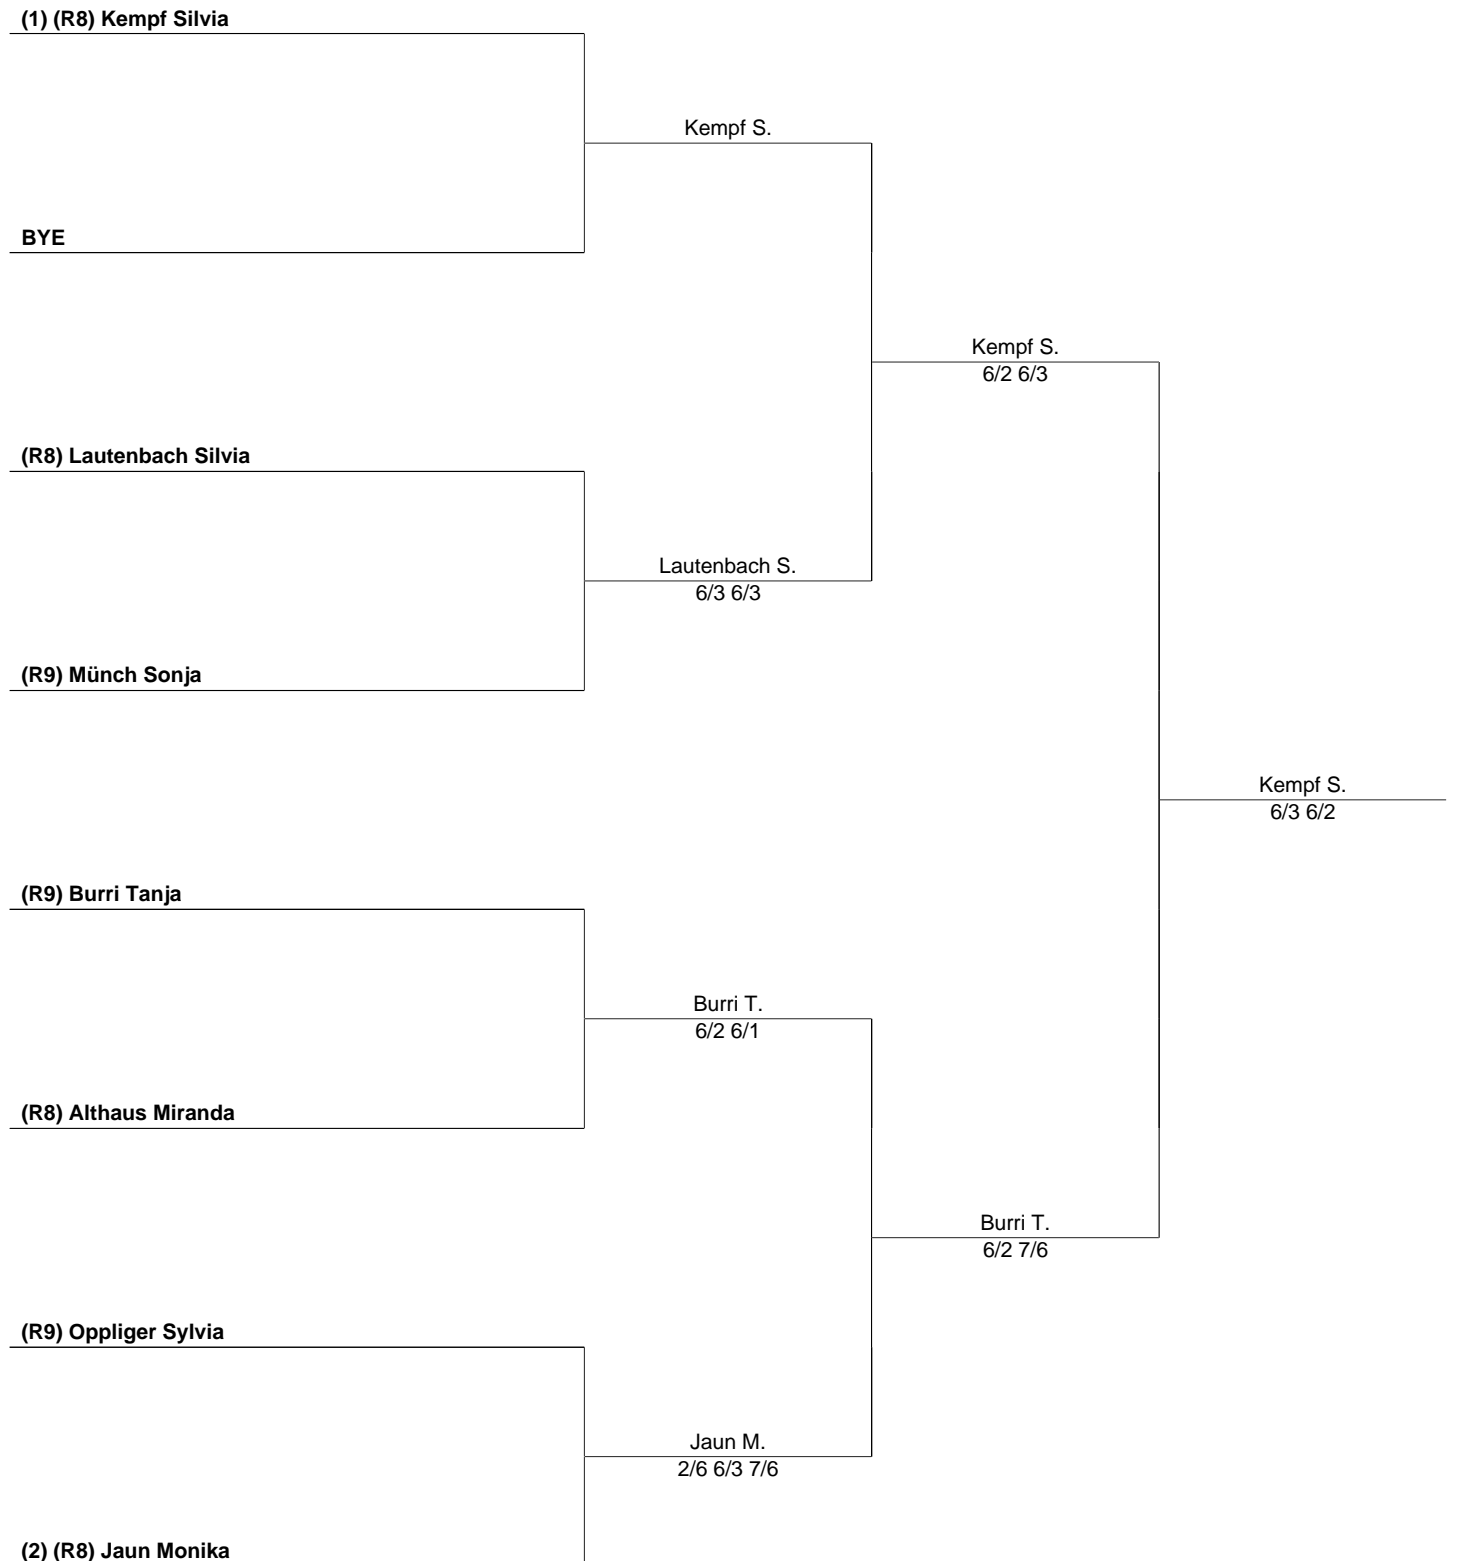 (1) (R8) Kempf Silvia
Kempf S.
BYE
Kempf S.
6/2 6/3
(R8) Lautenbach Silvia
Lautenbach S.
6/3 6/3
(R9) Münch Sonja
Kempf S.
6/3 6/2
(R9) Burri Tanja
Burri T.
6/2 6/1
(R8) Althaus Miranda
Burri T.
6/2 7/6
(R9) Oppliger Sylvia
Jaun M.
2/6 6/3 7/6
(2) (R8) Jaun Monika